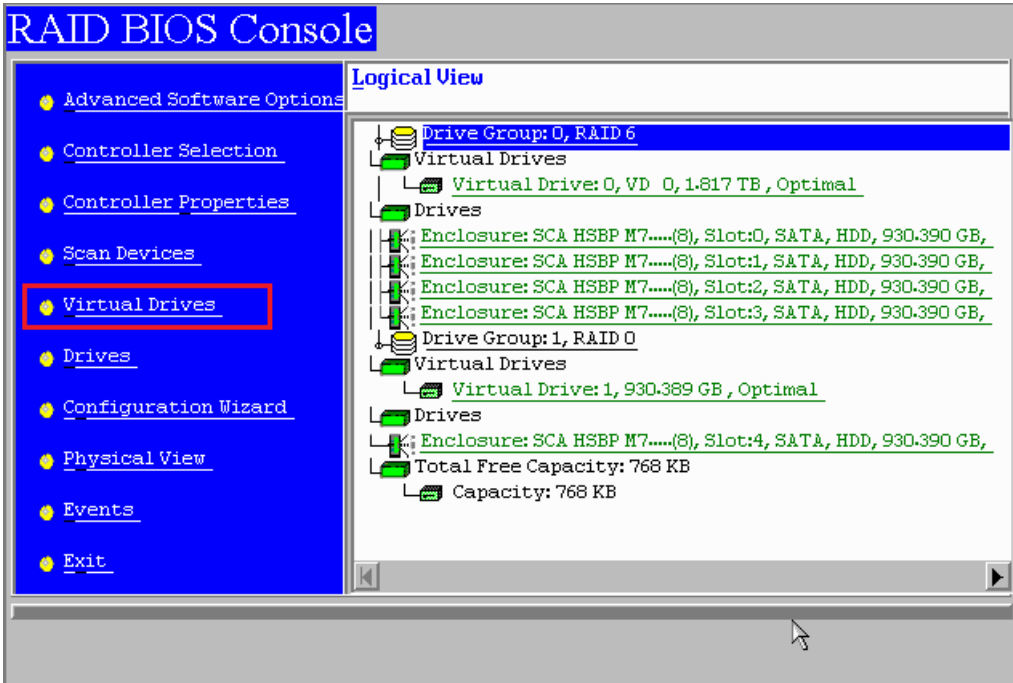 RAID BIOS Console
Advanced Software Options
Controller Selection
Controller Properties
Scan Devices
Virtual Drives
Drives
Configuration Wizard
Physical View
Events
Exit
Logical View
Drive Group: 0, RAID 6
Virtual Drives
Virtual Drive: 0, VD 0, 1.817 TB, Optimal
Drives
Enclosure: SCA HSBP M7.....(8), Slot:0, SATA, HDD, 930.390 GB,
Enclosure: SCA HSBP M7.....(8), Slot:1, SATA, HDD, 930.390 GB,
Enclosure: SCA HSBP M7.....(8), Slot:2, SATA, HDD, 930.390 GB,
Enclosure: SCA HSBP M7.....(8), Slot:3, SATA, HDD, 930.390 GB,
Drive Group: 1, RAID 0
Virtual Drives
Virtual Drive: 1, 930.389 GB, Optimal
Drives
Enclosure: SCA HSBP M7.....(8), Slot:4, SATA, HDD, 930.390 GB,
Total Free Capacity: 768 KB
Capacity: 768 KB